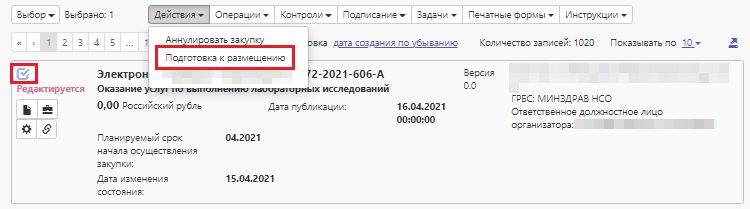 Выбор Выбрано: 1 Действия Операции Контроли Подписание Задачи Печатные формы Инструкции
Аннулировать закупку
« ‹ 1 2 3 4 5 ... 1 дата создания по убыванию Количество записей: 1020 Показывать по 10
Подготовка к размещению
Электрон 72-2021-606-А Версия 0.0
Редактируется
Оказание услуг по выполнению лабораторных исследований
0,00 Российский рубль Дата публикации: 16.04.2021 00:00:00
ГРБС: МИНЗДРАВ НСО
Ответственное должностное лицо
организатора:
Планируемый срок начала осуществления закупки: 04.2021
Дата изменения состояния: 15.04.2021